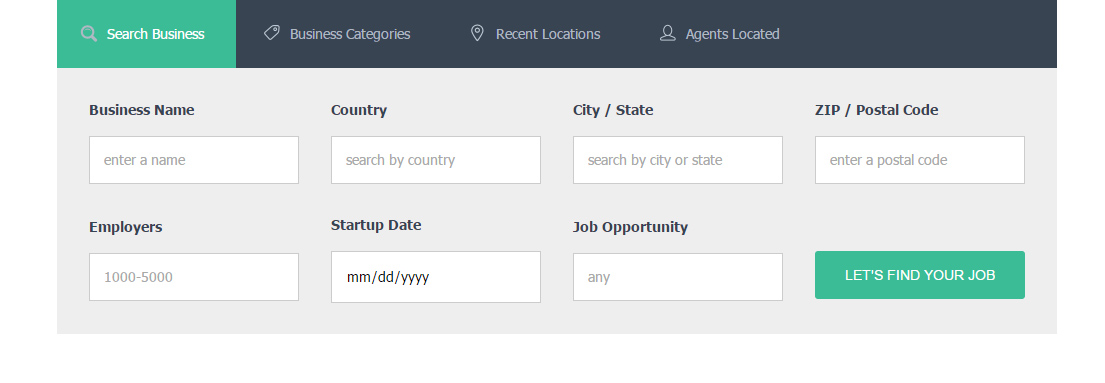 Search Business Business Categories Recent Locations Agents Located
Business Name Country City / State ZIP / Postal Code
enter a name search by country search by city or state enter a postal code
Employers Startup Date Job Opportunity
1000-5000 mm/dd/yyyy any LET'S FIND YOUR JOB